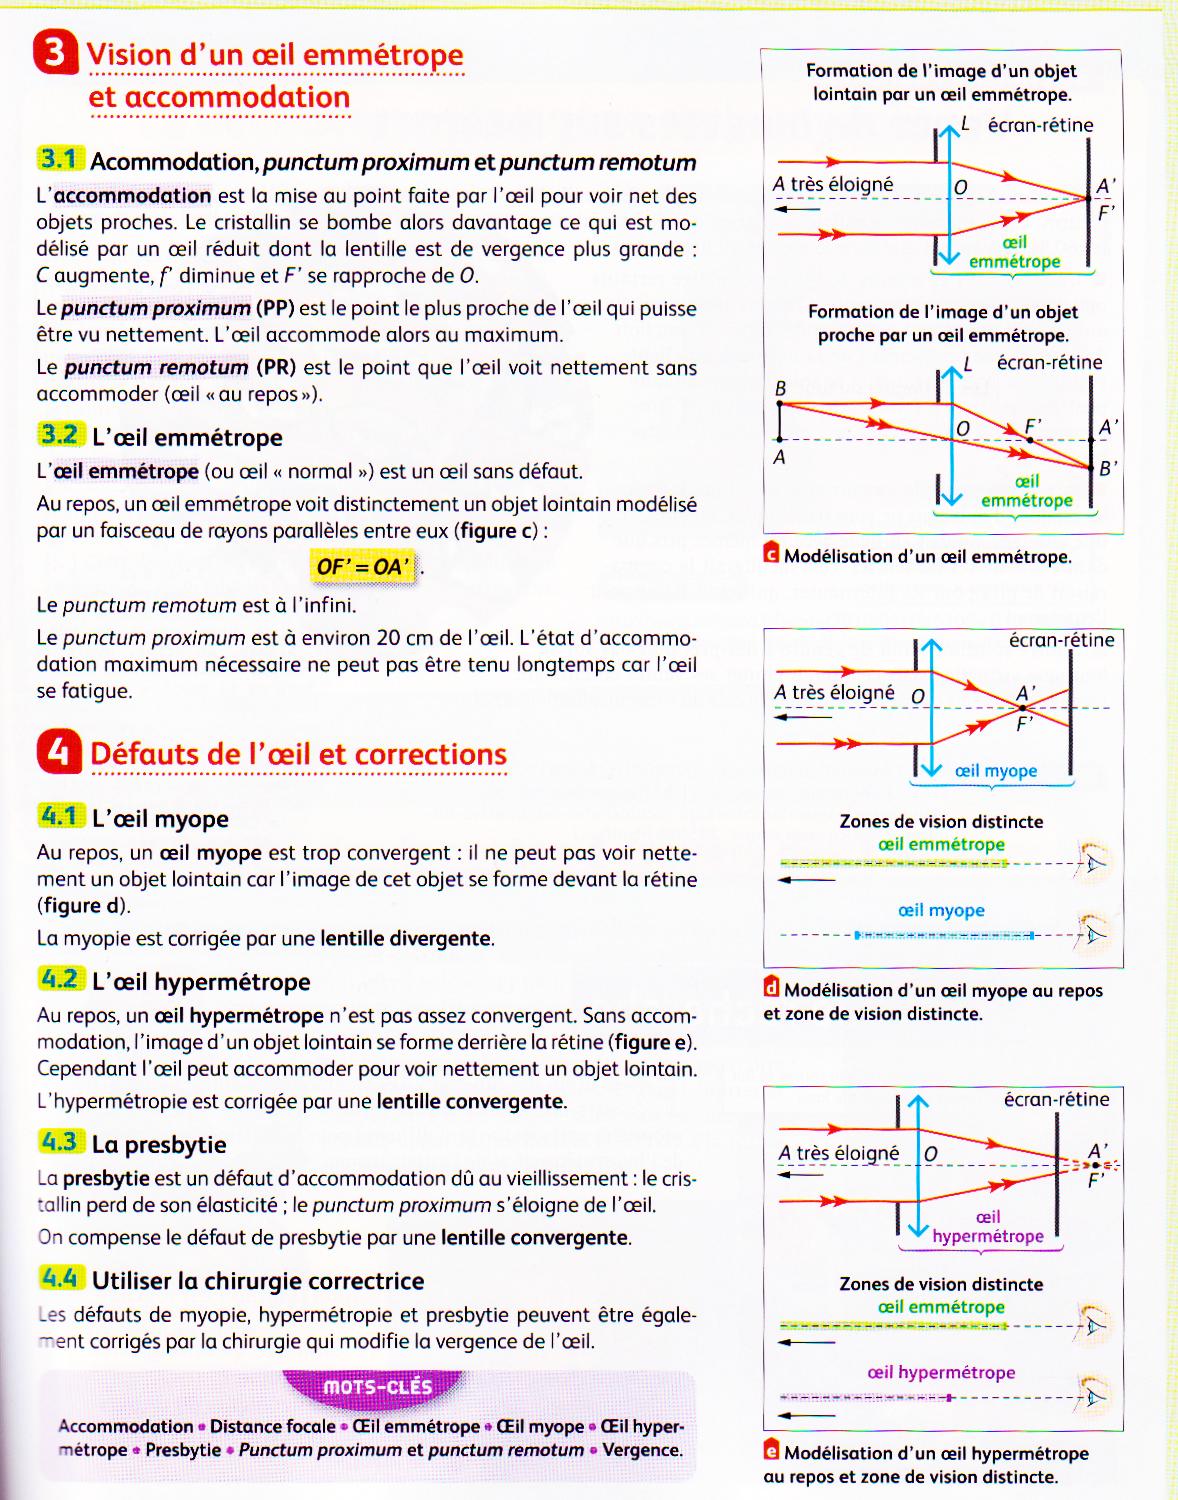 3 Vision d'un œil emmétrope
et accommodation
3.1 Acommodation, punctum proximum et punctum remotum
L'accommodation est la mise au point faite par l'œil pour voir net des
objets proches. Le cristallin se bombe alors davantage ce qui est mo-
délisé par un œil réduit dont la lentille est de vergence plus grande :
C augmente, f' diminue et F' se rapproche de O.
Le punctum proximum (PP) est le point le plus proche de l'œil qui puisse
être vu nettement. L'œil accommode alors au maximum.
Le punctum remotum (PR) est le point que l'œil voit nettement sans
accommoder (œil « au repos »).
3.2 L'œil emmétrope
L'œil emmétrope (ou œil « normal ») est un œil sans défaut.
Au repos, un œil emmétrope voit distinctement un objet lointain modélisé
par un faisceau de rayons parallèles entre eux (figure c) :
OF' = OA'.
Le punctum remotum est à l'infini.
Le punctum proximum est à environ 20 cm de l'œil. L'état d'accommo-
dation maximum nécessaire ne peut pas être tenu longtemps car l'œil
se fatigue.
4 Défauts de l'œil et corrections
4.1 L'œil myope
Au repos, un œil myope est trop convergent : il ne peut pas voir nette-
ment un objet lointain car l'image de cet objet se forme devant la rétine
(figure d).
La myopie est corrigée par une lentille divergente.
4.2 L'œil hypermétrope
Au repos, un œil hypermétrope n'est pas assez convergent. Sans accom-
modation, l'image d'un objet lointain se forme derrière la rétine (figure e).
Cependant l'œil peut accommoder pour voir nettement un objet lointain.
L'hypermétropie est corrigée par une lentille convergente.
4.3 La presbytie
La presbytie est un défaut d'accommodation dû au vieillissement : le cris-
tallin perd de son élasticité ; le punctum proximum s'éloigne de l'œil.
On compense le défaut de presbytie par une lentille convergente.
4.4 Utiliser la chirurgie correctrice
Les défauts de myopie, hypermétropie et presbytie peuvent être égale-
ment corrigés par la chirurgie qui modifie la vergence de l'œil.
MOTS-CLÉS
Accommodation • Distance focale • Œil emmétrope • Œil myope • Œil hyper-
métrope • Presbytie • Punctum proximum et punctum remotum • Vergence.
Formation de l'image d'un objet
lointain par un œil emmétrope.
L écran-rétine
A très éloigné O A'
F'
œil
emmétrope
Formation de l'image d'un objet
proche par un œil emmétrope.
L écran-rétine
B
O F' A'
A
B'
œil
emmétrope
c Modélisation d'un œil emmétrope.
écran-rétine
A très éloigné O A'
F'
œil myope
Zones de vision distincte
œil emmétrope
œil myope
d Modélisation d'un œil myope au repos
et zone de vision distincte.
écran-rétine
A très éloigné O A'
F'
œil
hypermétrope
Zones de vision distincte
œil emmétrope
œil hypermétrope
e Modélisation d'un œil hypermétrope
au repos et zone de vision distincte.